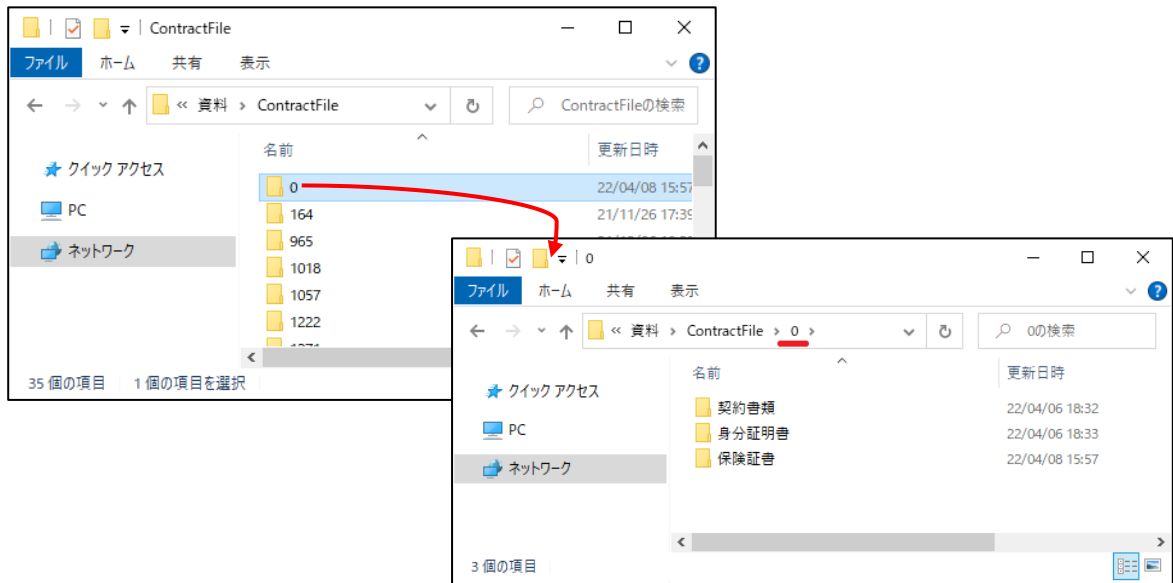 ContractFile
ファイル ホーム 共有 表示
« 資料 > ContractFile ContractFileの検索
名前 更新日時
クイック アクセス
PC
ネットワーク
0 22/04/08 15:57
164 21/11/26 17:39
965
1018
1057
1222
35 個の項目 1 個の項目を選択
0
ファイル ホーム 共有 表示
« 資料 > ContractFile > 0 > 0の検索
名前 更新日時
クイック アクセス
PC
ネットワーク
契約書類 22/04/06 18:32
身分証明書 22/04/06 18:33
保険証書 22/04/08 15:57
3 個の項目